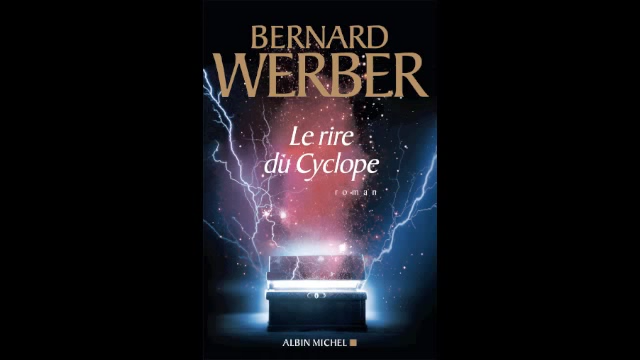 BERNARD
WERBER
Le rire
du Cyclope
roman
ALBIN MICHEL